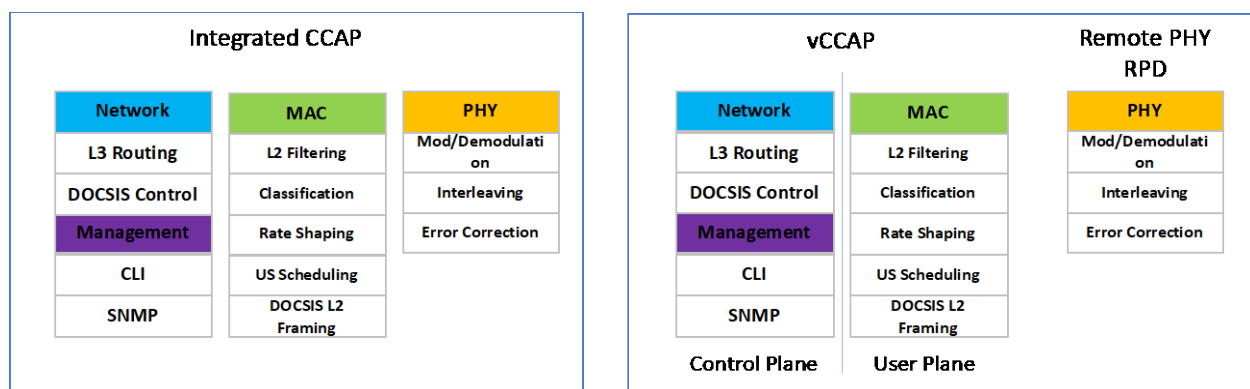 Integrated CCAP
Network
L3 Routing
DOCSIS Control
Management
CLI
SNMP
MAC
L2 Filtering
Classification
Rate Shaping
US Scheduling
DOCSIS L2
Framing
PHY
Mod/Demodulati
on
Interleaving
Error Correction
vCCAP
Network
L3 Routing
DOCSIS Control
Management
CLI
SNMP
Control Plane
MAC
L2 Filtering
Classification
Rate Shaping
US Scheduling
DOCSIS L2
Framing
User Plane
Remote PHY
RPD
PHY
Mod/Demodulati
on
Interleaving
Error Correction